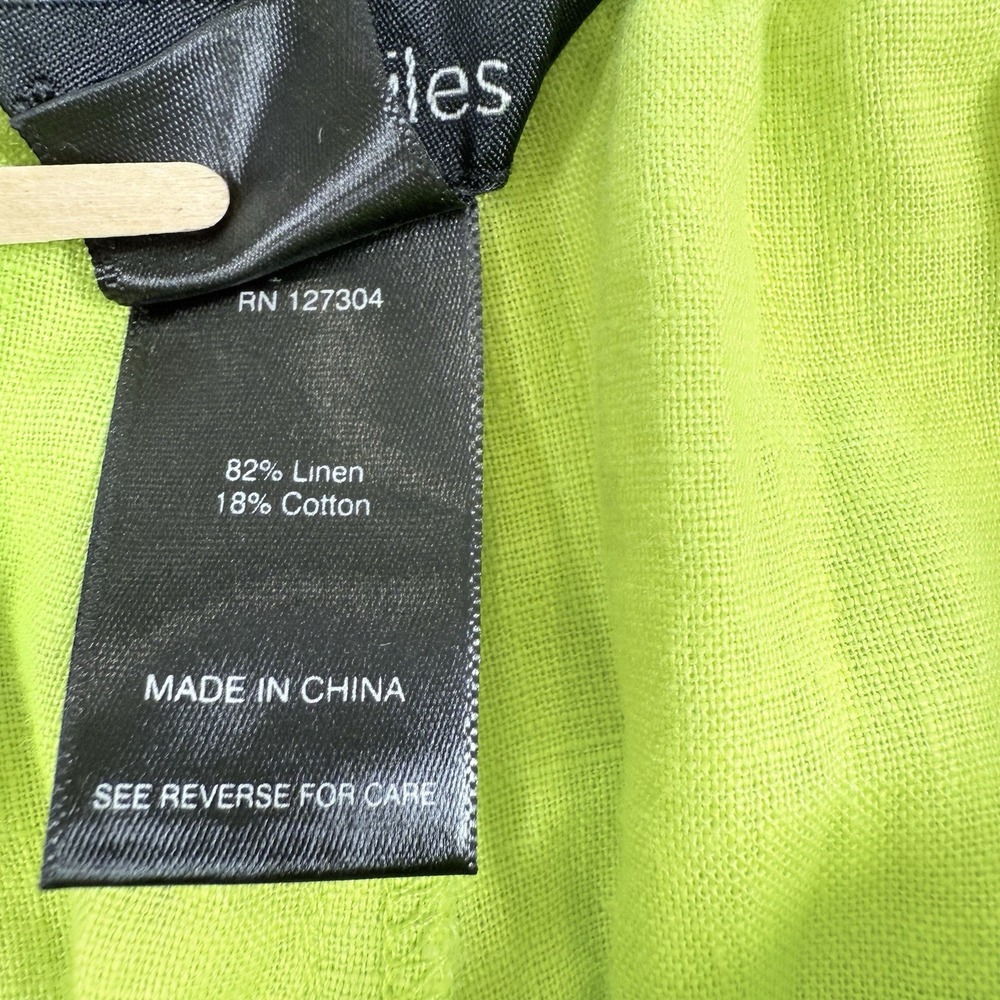 iles
RN 127304
82% Linen
18% Cotton
MADE IN CHINA
SEE REVERSE FOR CARE